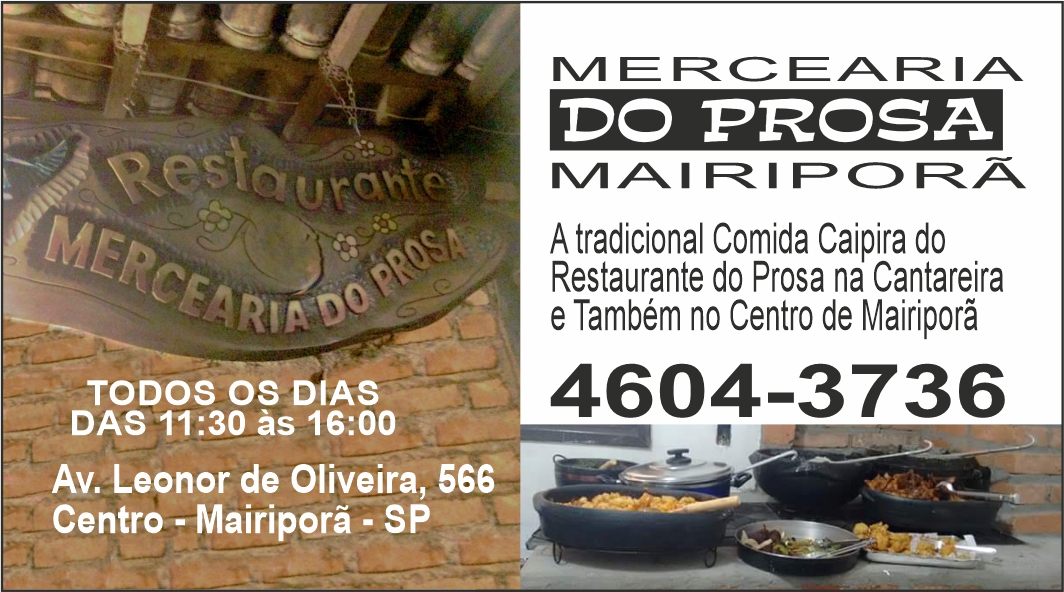 Restaurante
MERCEARIA DO PROSA
TODOS OS DIAS
DAS 11:30 às 16:00
Av. Leonor de Oliveira, 566
Centro - Mairiporã - SP
MERCEARIA
DO PROSA
MAIRIPORÃ
A tradicional Comida Caipira do
Restaurante do Prosa na Cantareira
e Também no Centro de Mairiporã
4604-3736